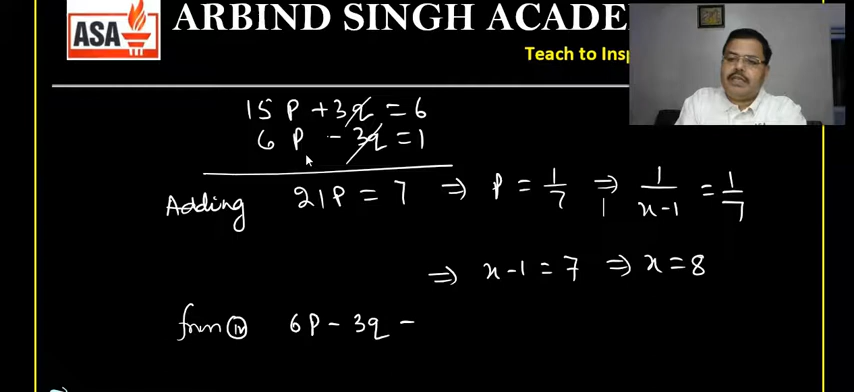 ARBIND SINGH ACADE
ASA
Teach to Insp
15 p + 3q = 6
6 p - 3q = 1
Adding 21p = 7 ⇒ p = 1/7 ⇒ 1/(x-1) = 1/7
⇒ x-1 = 7 ⇒ x = 8
from (iv) 6p - 3q =